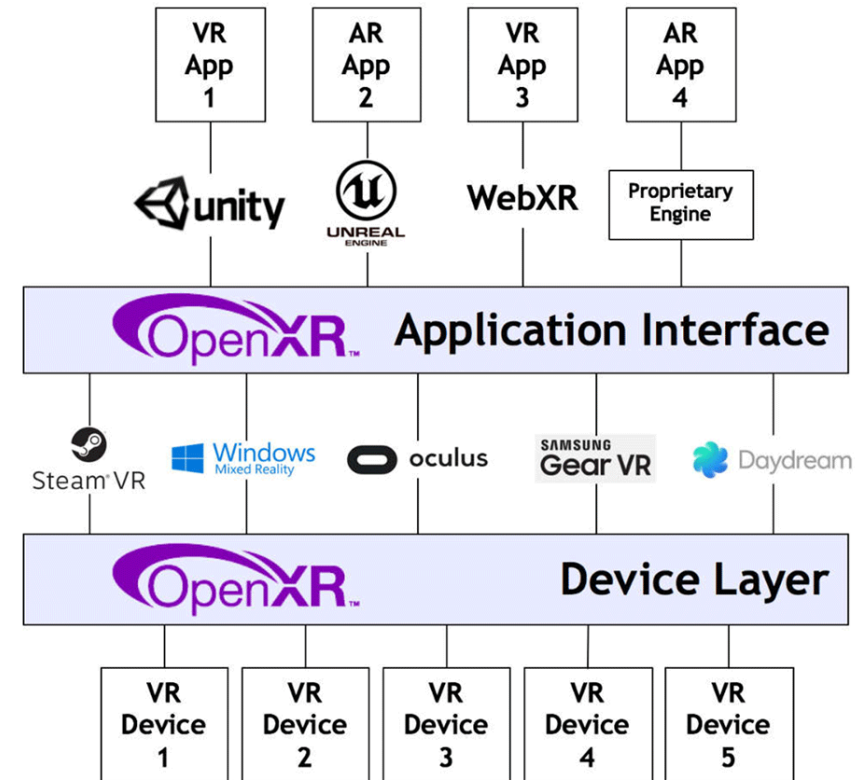 VR
App
1
AR
App
2
VR
App
3
AR
App
4
unity
UNREAL
ENGINE
WebXR
Proprietary
Engine
OpenXR™ Application Interface
Steam®VR
Windows
Mixed Reality
oculus
SAMSUNG
Gear VR
Daydream
OpenXR™ Device Layer
VR
Device
1
VR
Device
2
VR
Device
3
VR
Device
4
VR
Device
5